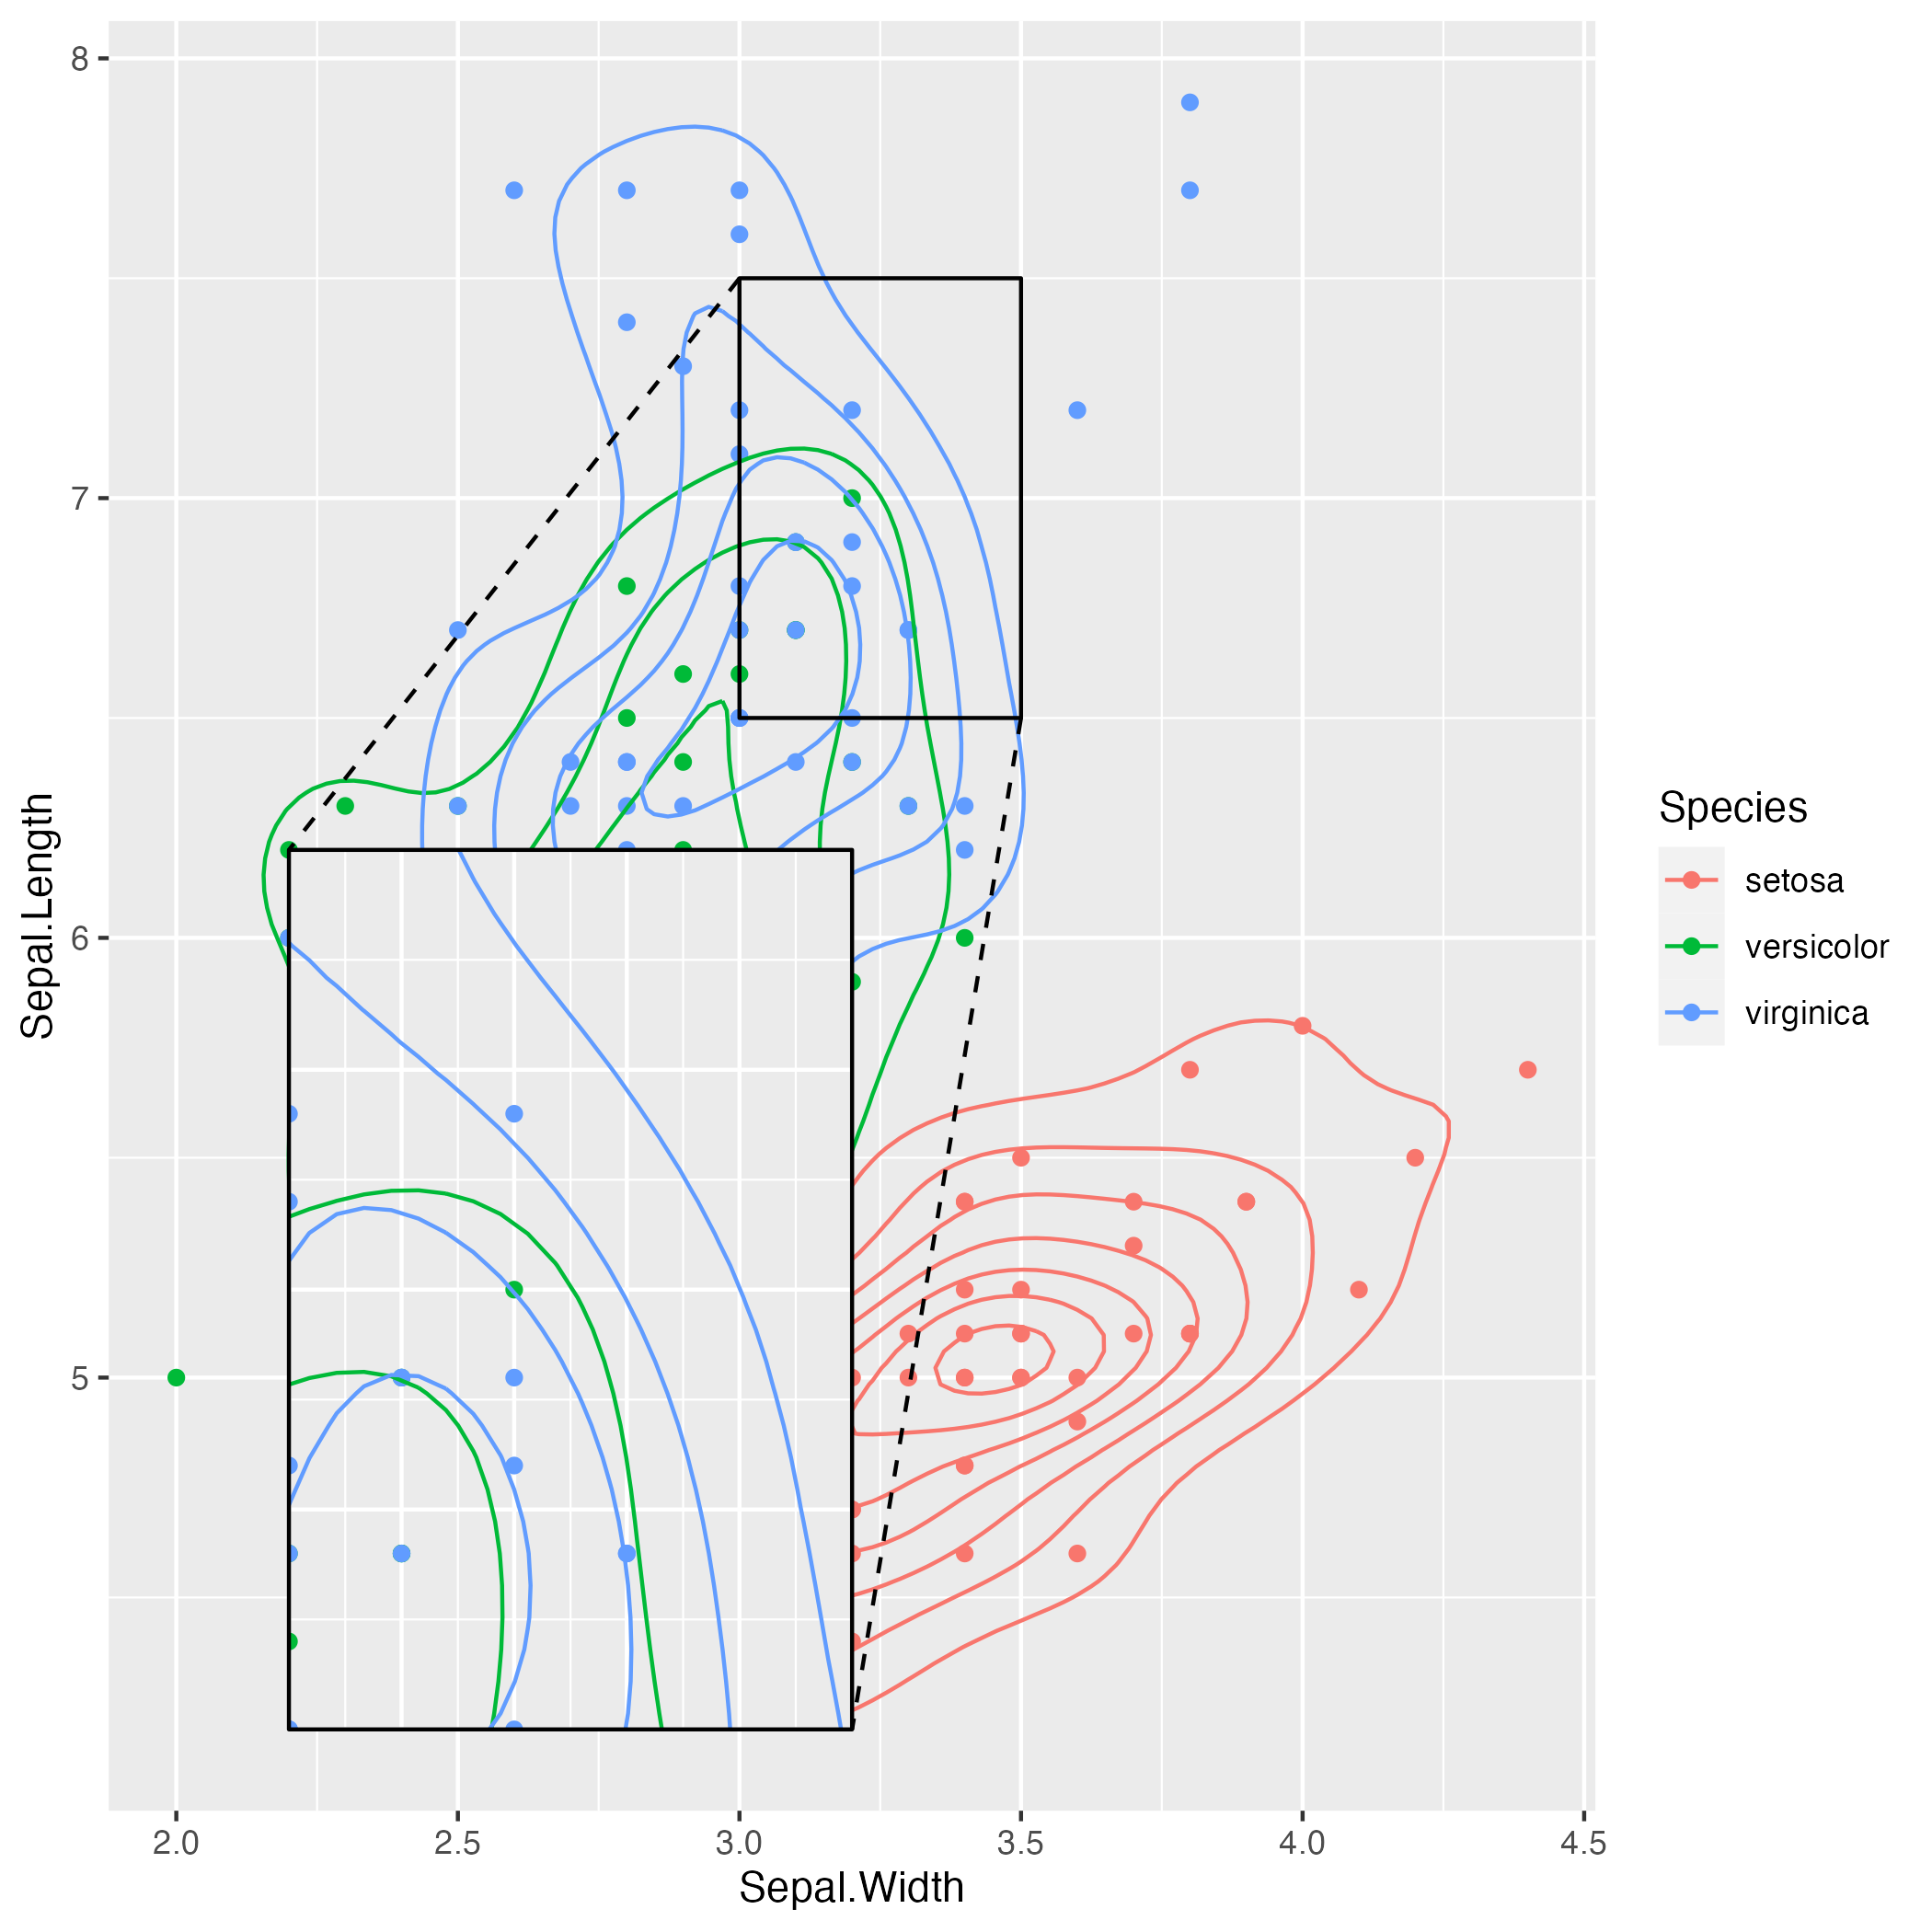 8
7
6
5
Sepal.Length
2.0 2.5 3.0 3.5 4.0 4.5
Sepal.Width
Species
setosa
versicolor
virginica